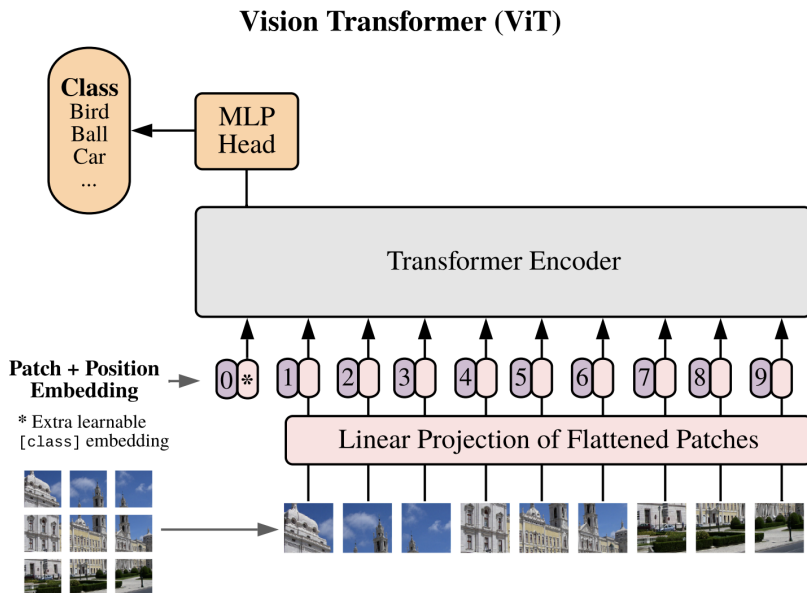 Vision Transformer (ViT)
Class
Bird
Ball
Car
...
MLP
Head
Transformer Encoder
Patch + Position
Embedding
0 * 1 2 3 4 5 6 7 8 9
* Extra learnable
[class] embedding
Linear Projection of Flattened Patches